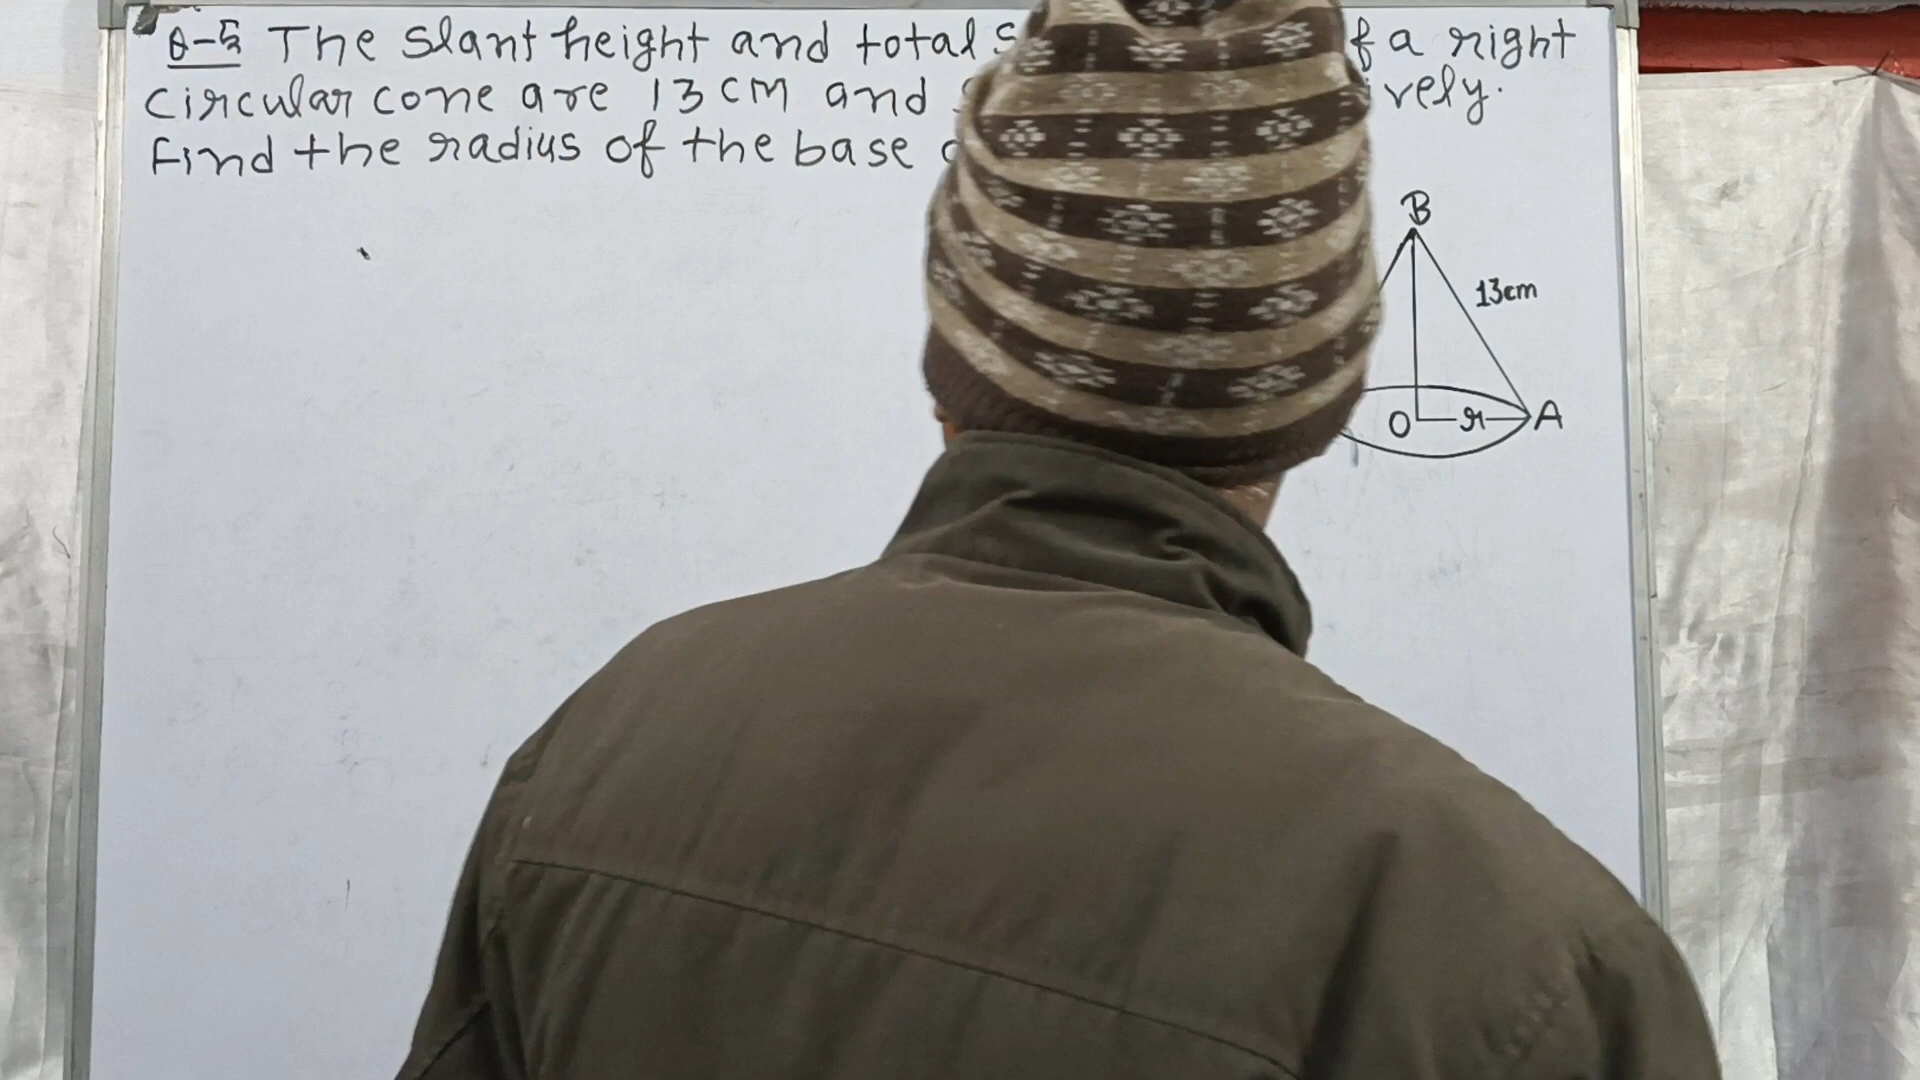 Q-5 The slant height and total f a right
circular cone are 13 cm and vely.
Find the radius of the base
B
13cm
O r A